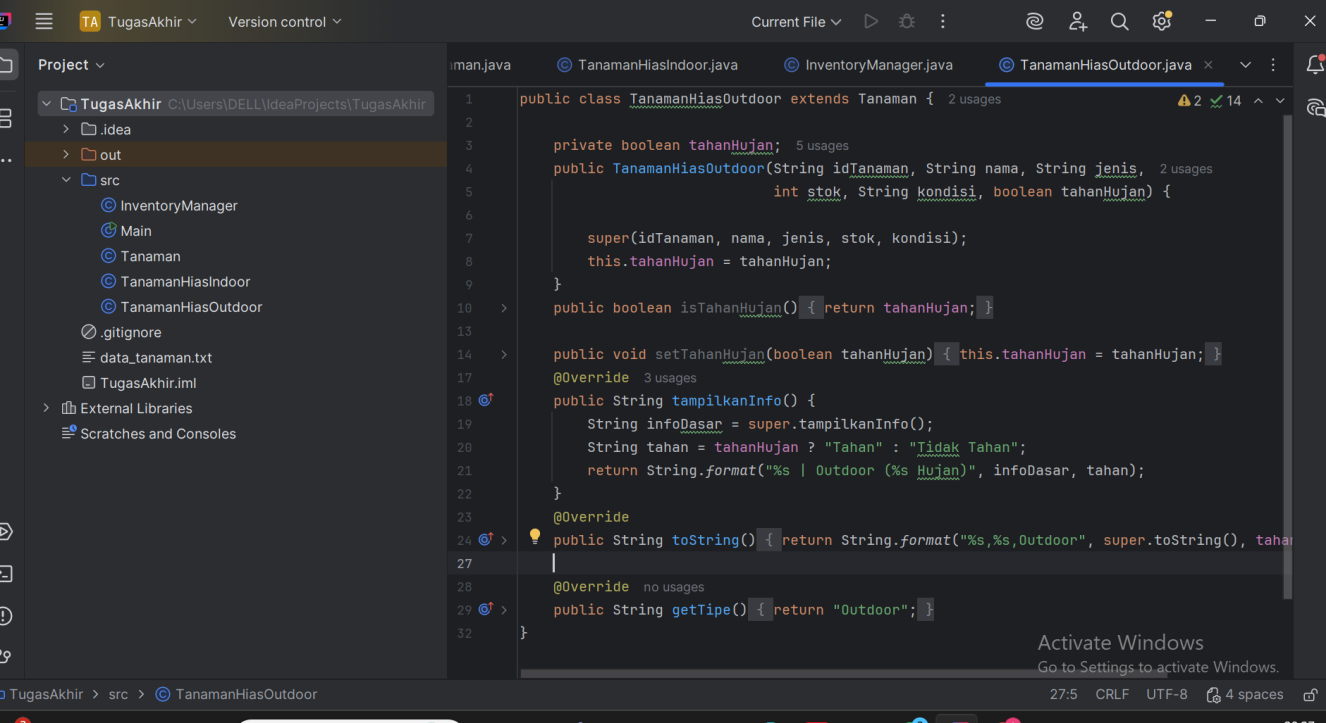 TA TugasAkhir Version control Current File
Project
TugasAkhir C:\Users\DELL\IdeaProjects\TugasAkhir
.idea
out
src
InventoryManager
Main
Tanaman
TanamanHiasIndoor
TanamanHiasOutdoor
.gitignore
data_tanaman.txt
TugasAkhir.iml
External Libraries
Scratches and Consoles
man.java TanamanHiasIndoor.java InventoryManager.java TanamanHiasOutdoor.java
2 14
1 public class TanamanHiasOutdoor extends Tanaman { 2 usages
2
3 private boolean tahanHujan; 5 usages
4 public TanamanHiasOutdoor(String idTanaman, String nama, String jenis, 2 usages
5 int stok, String kondisi, boolean tahanHujan) {
6
7 super(idTanaman, nama, jenis, stok, kondisi);
8 this.tahanHujan = tahanHujan;
9 }
10 public boolean isTahanHujan() { return tahanHujan; }
13
14 public void setTahanHujan(boolean tahanHujan) { this.tahanHujan = tahanHujan; }
17 @Override 3 usages
18 public String tampilkanInfo() {
19 String infoDasar = super.tampilkanInfo();
20 String tahan = tahanHujan ? "Tahan" : "Tidak Tahan";
21 return String.format("%s | Outdoor (%s Hujan)", infoDasar, tahan);
22 }
23 @Override
24 public String toString() { return String.format("%s,%s,Outdoor", super.toString(), tahan
27
28 @Override no usages
29 public String getTipe() { return "Outdoor"; }
32 }
Activate Windows
Go to Settings to activate Windows.
TugasAkhir > src > TanamanHiasOutdoor 27:5 CRLF UTF-8 4 spaces